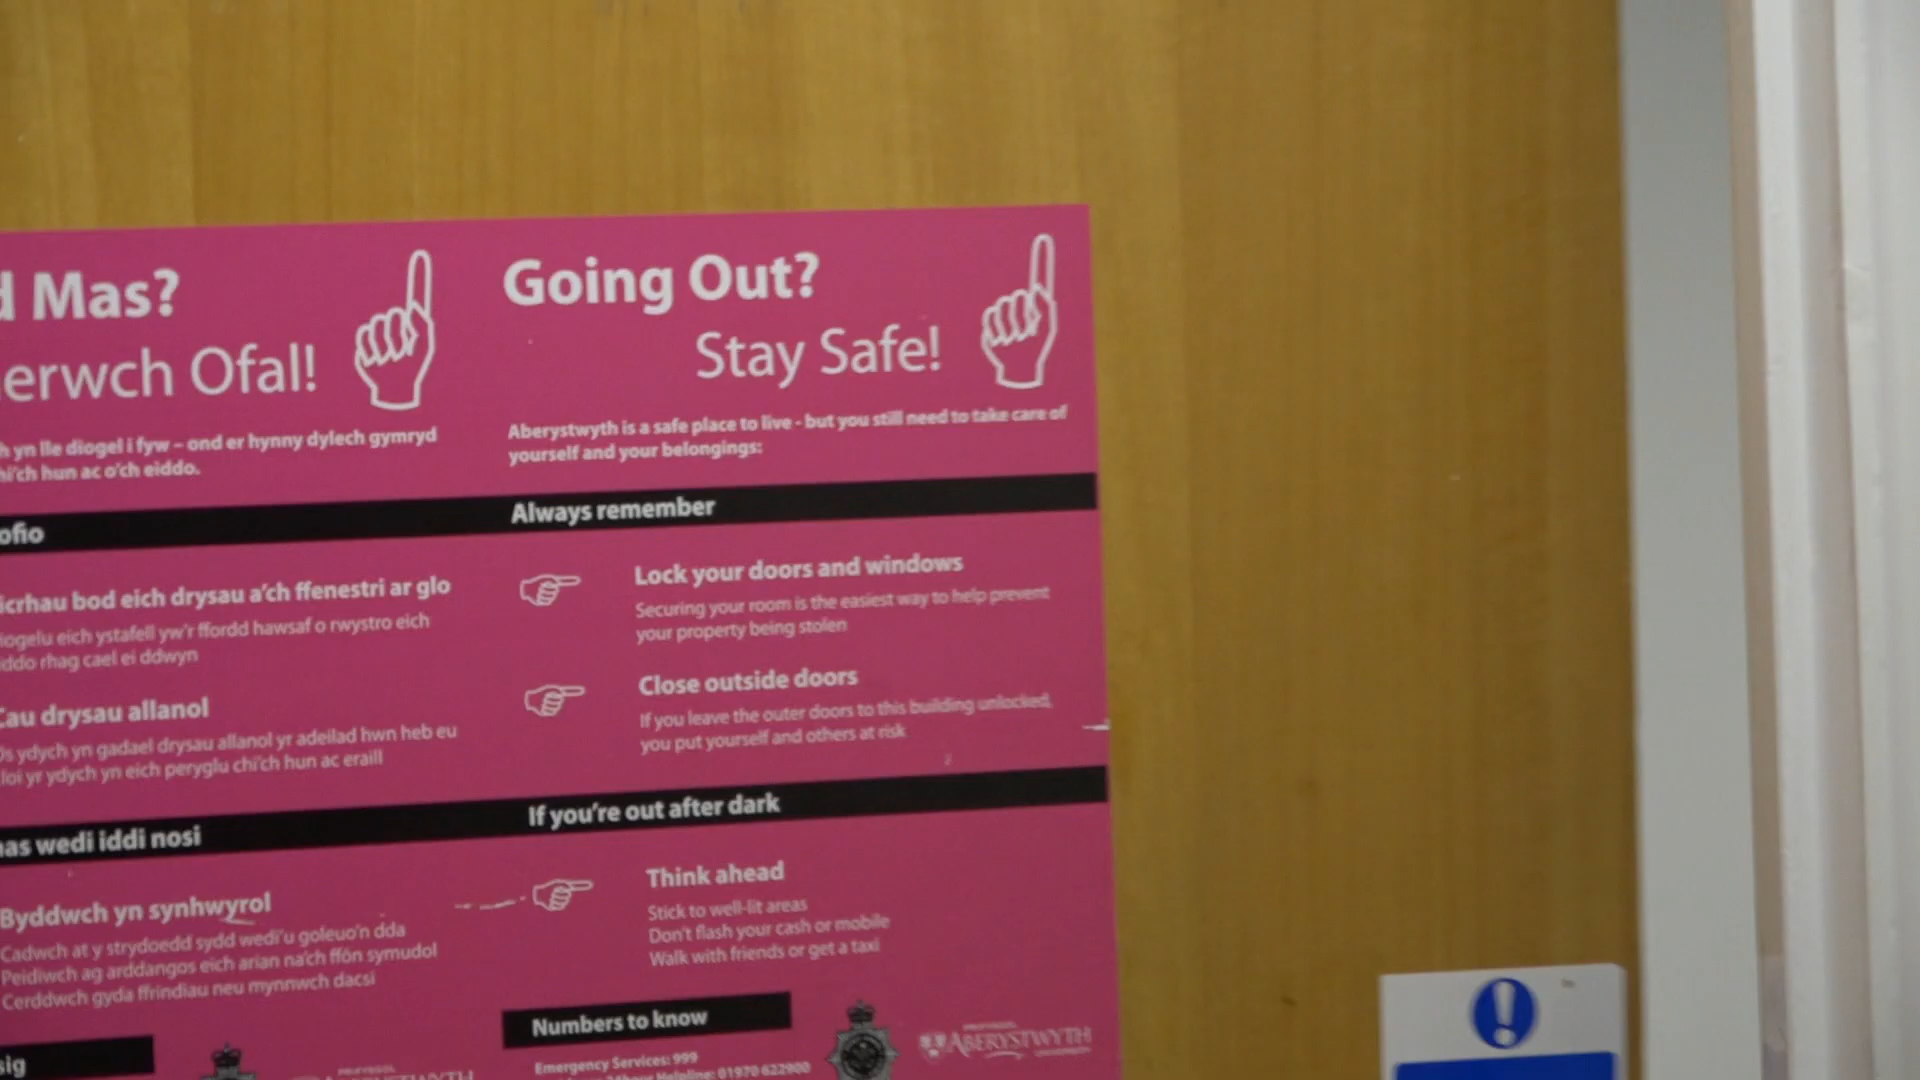 Mas?
Ofal!
yn lle diogel i fyw – ond er hynny dylech gymryd
hun ac o'ch eiddo.
bod eich drysau a'ch ffenestri ar glo
eich ystafell yw'r ffordd hawsaf o rwystro eich
rhag cael ei ddwyn
Cau drysau allanol
Os ydych yn gadael drysau allanol yr adeilad hwn heb eu
yr ydych yn eich peryglu chi'ch hun ac eraill
wedi iddi nosi
Byddwch yn synhwyrol
Cadwch at y strydoedd sydd wedi'u goleuo'n dda
Peidiwch ag arddangos eich arian na'ch ffôn symudol
Cerddwch gyda ffrindiau neu mynnwch dacsi
Going Out?
Stay Safe!
Aberystwyth is a safe place to live - but you still need to take care of
yourself and your belongings:
Always remember
Lock your doors and windows
Securing your room is the easiest way to help prevent
your property being stolen
Close outside doors
If you leave the outer doors to this building unlocked,
you put yourself and others at risk
If you're out after dark
Think ahead
Stick to well-lit areas
Don't flash your cash or mobile
Walk with friends or get a taxi
Numbers to know
Emergency Services: 999
24hour Helpline: 01970 622900
PRIFYSGOL
ABERYSTWYTH
UNIVERSITY